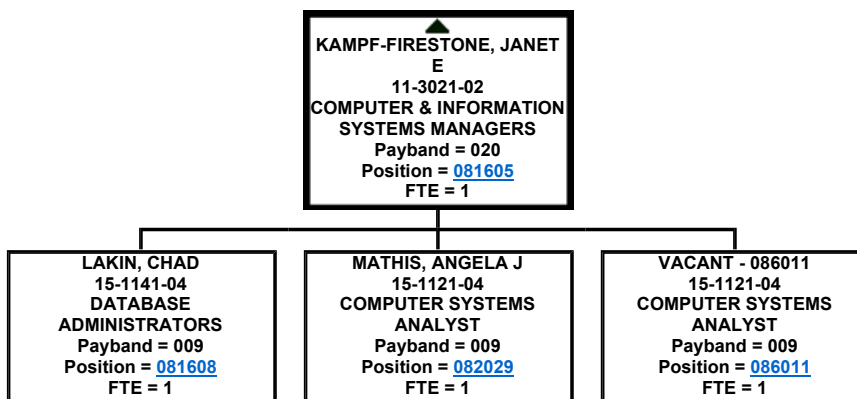 KAMPF-FIRESTONE, JANET
E
11-3021-02
COMPUTER & INFORMATION
SYSTEMS MANAGERS
Payband = 020
Position = 081605
FTE = 1
LAKIN, CHAD
15-1141-04
DATABASE
ADMINISTRATORS
Payband = 009
Position = 081608
FTE = 1
MATHIS, ANGELA J
15-1121-04
COMPUTER SYSTEMS
ANALYST
Payband = 009
Position = 082029
FTE = 1
VACANT - 086011
15-1121-04
COMPUTER SYSTEMS
ANALYST
Payband = 009
Position = 086011
FTE = 1